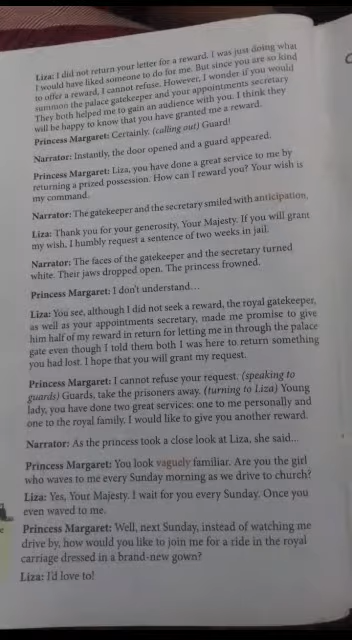 Liza: I did not return your letter for a reward. I was just doing what
I would have liked someone to do for me. But since you are so kind
to offer a reward, I cannot refuse. However, I wonder if you would
summon the palace gatekeeper and your appointments secretary
They both helped me to gain an audience with you. I think they
will be happy to know that you have granted me a reward.
Princess Margaret: Certainly. (calling out) Guard!
Narrator: Instantly, the door opened and a guard appeared.
Princess Margaret: Liza, you have done a great service to me by
returning a prized possession. How can I reward you? Your wish is
my command.
Narrator: The gatekeeper and the secretary smiled with anticipation.
Liza: Thank you for your generosity, Your Majesty. If you will grant
my wish, I humbly request a sentence of two weeks in jail.
Narrator: The faces of the gatekeeper and the secretary turned
white. Their jaws dropped open. The princess frowned.
Princess Margaret: I don't understand...
Liza: You see, although I did not seek a reward, the royal gatekeeper,
as well as your appointments secretary, made me promise to give
him half of my reward in return for letting me in through the palace
gate even though I told them both I was here to return something
you had lost. I hope that you will grant my request.
Princess Margaret: I cannot refuse your request. (speaking to
guards) Guards, take the prisoners away. (turning to Liza) Young
lady, you have done two great services: one to me personally and
one to the royal family. I would like to give you another reward.
Narrator: As the princess took a close look at Liza, she said...
Princess Margaret: You look vaguely familiar. Are you the girl
who waves to me every Sunday morning as we drive to church?
Liza: Yes, Your Majesty. I wait for you every Sunday. Once you
even waved to me.
Princess Margaret: Well, next Sunday, instead of watching me
drive by, how would you like to join me for a ride in the royal
carriage dressed in a brand-new gown?
Liza: I'd love to!